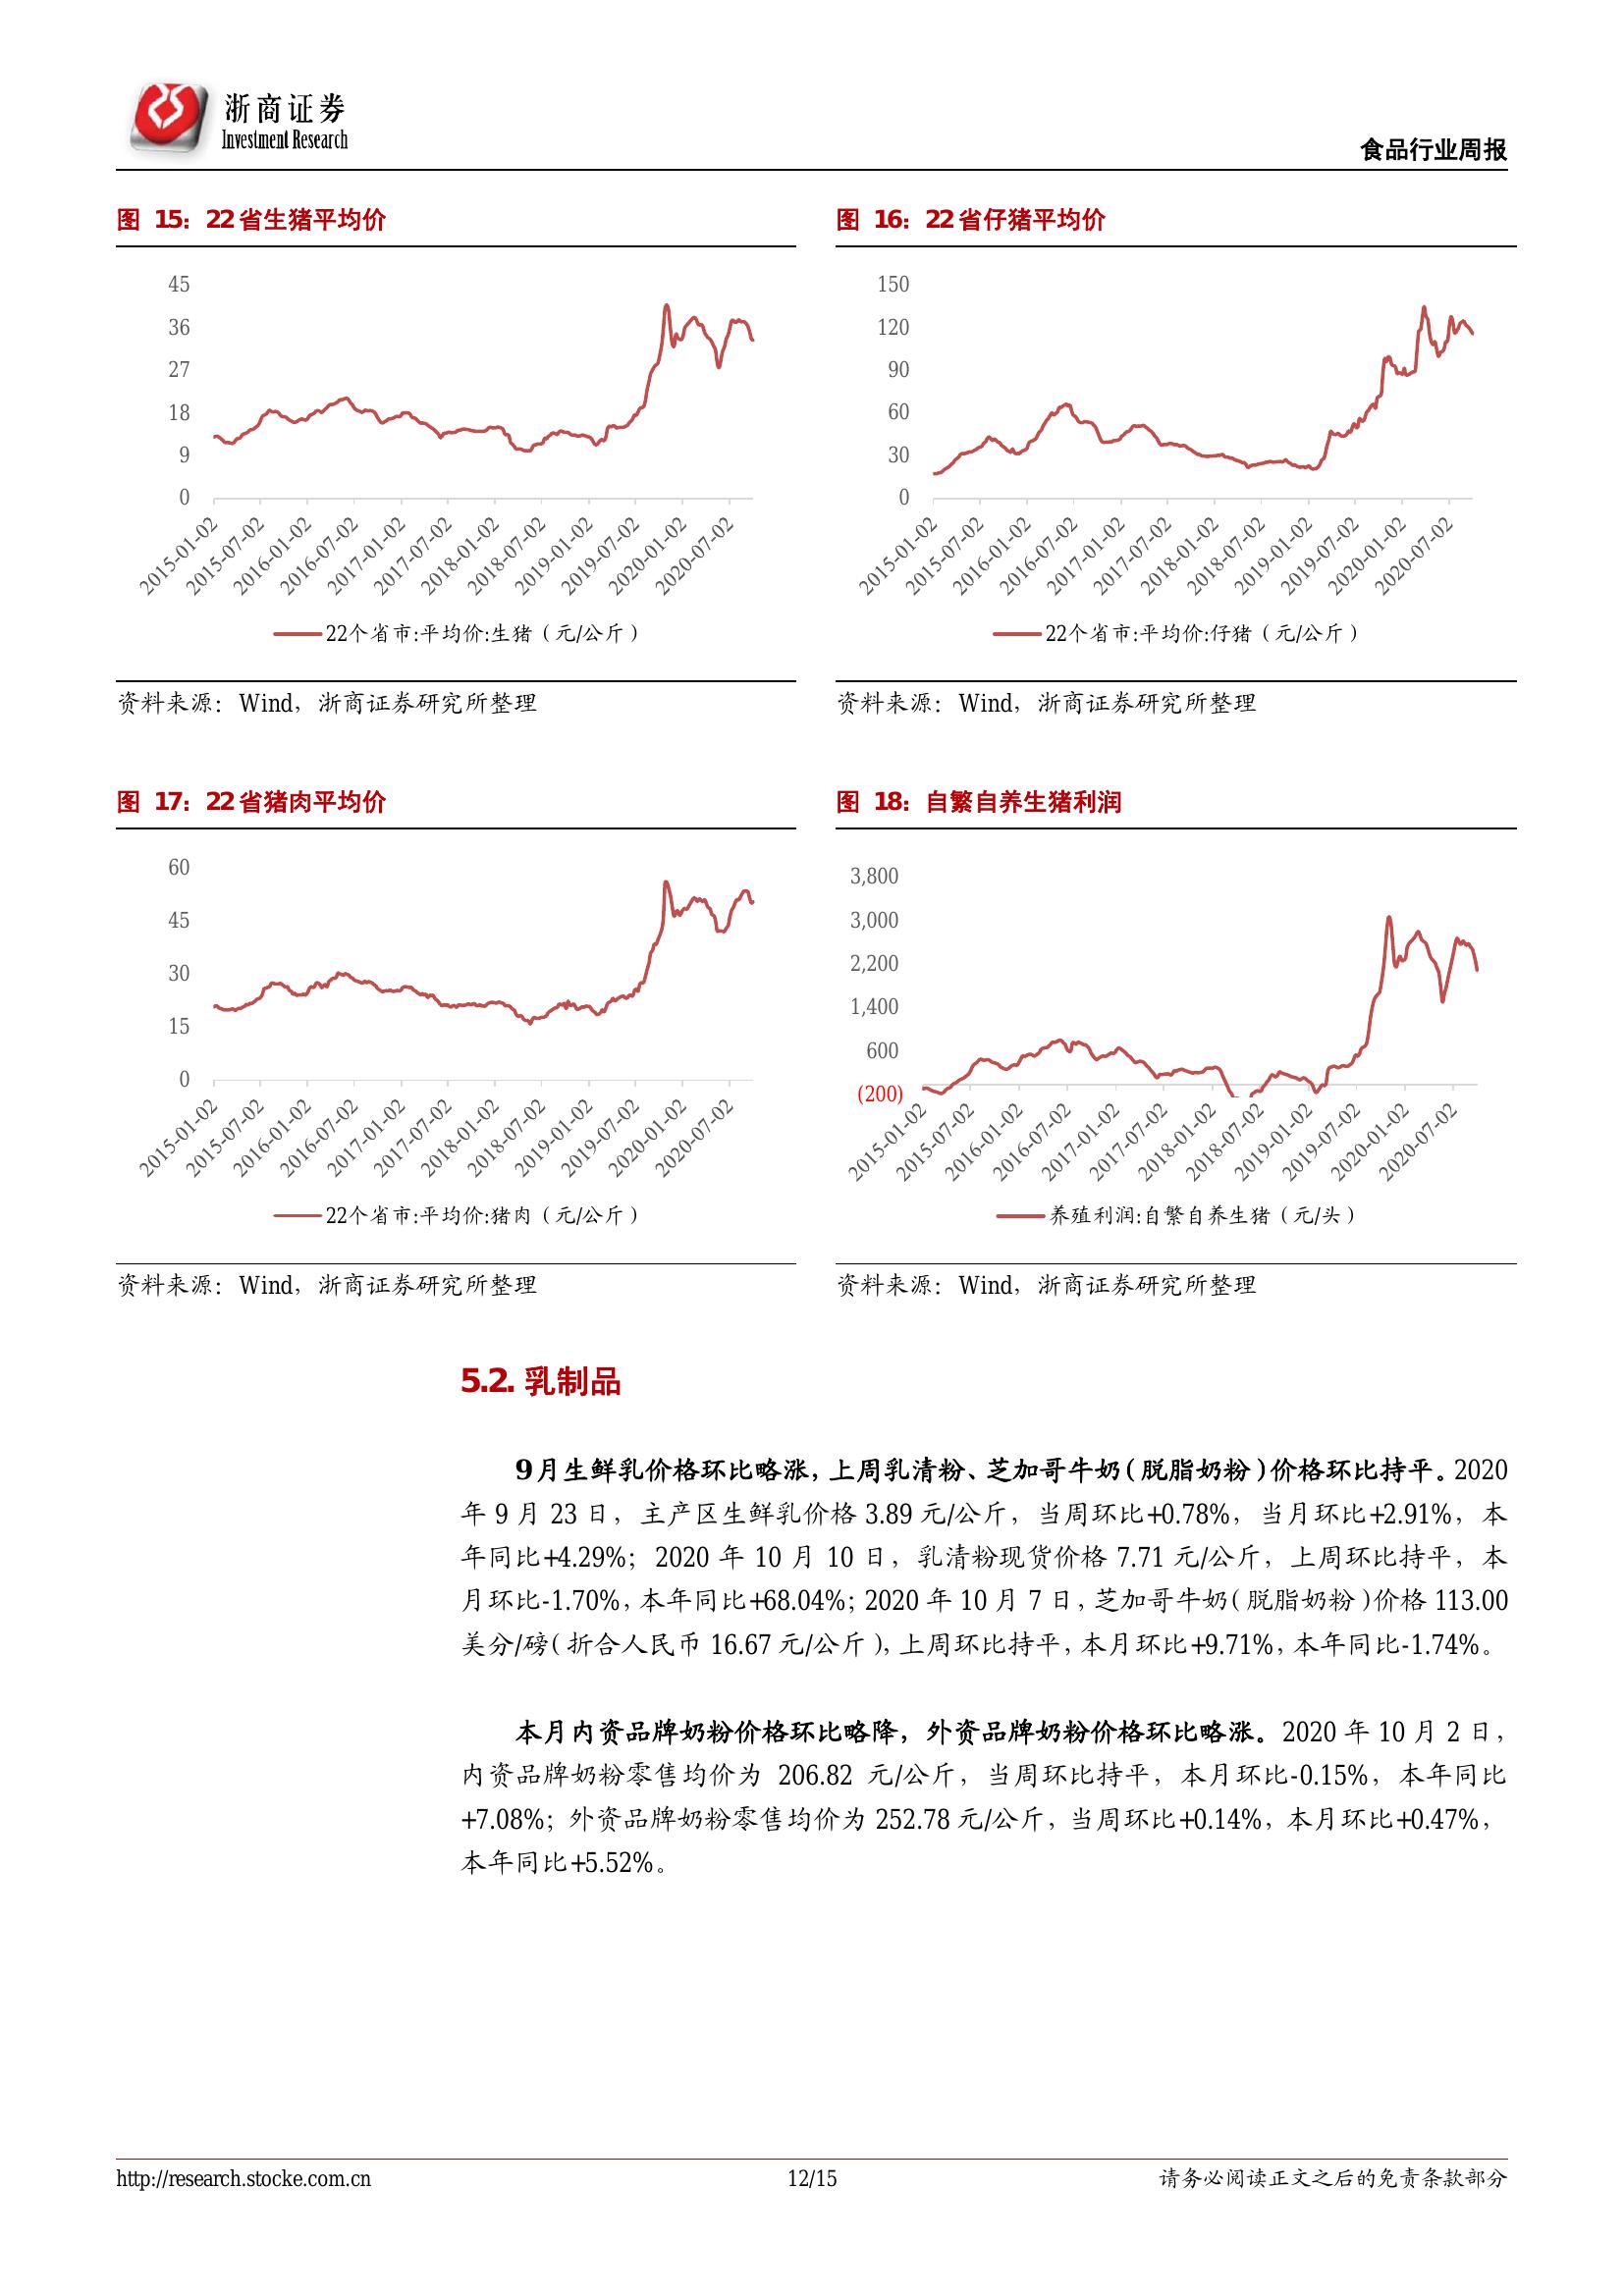 浙商证券
Investment Research
食品行业周报
图 15：22省生猪平均价
45
36
27
18
9
0
2015-01-02
2015-07-02
2016-01-02
2016-07-02
2017-01-02
2017-07-02
2018-01-02
2018-07-02
2019-01-02
2019-07-02
2020-01-02
2020-07-02
22个省市:平均价:生猪（元/公斤）
资料来源：Wind，浙商证券研究所整理
图 16：22省仔猪平均价
150
120
90
60
30
0
2015-01-02
2015-07-02
2016-01-02
2016-07-02
2017-01-02
2017-07-02
2018-01-02
2018-07-02
2019-01-02
2019-07-02
2020-01-02
2020-07-02
22个省市:平均价:仔猪（元/公斤）
资料来源：Wind，浙商证券研究所整理
图 17：22省猪肉平均价
60
45
30
15
0
2015-01-02
2015-07-02
2016-01-02
2016-07-02
2017-01-02
2017-07-02
2018-01-02
2018-07-02
2019-01-02
2019-07-02
2020-01-02
2020-07-02
22个省市:平均价:猪肉（元/公斤）
资料来源：Wind，浙商证券研究所整理
图 18：自繁自养生猪利润
3,800
3,000
2,200
1,400
600
(200)
2015-01-02
2015-07-02
2016-01-02
2016-07-02
2017-01-02
2017-07-02
2018-01-02
2018-07-02
2019-01-02
2019-07-02
2020-01-02
2020-07-02
养殖利润:自繁自养生猪（元/头）
资料来源：Wind，浙商证券研究所整理
5.2. 乳制品
9月生鲜乳价格环比略涨，上周乳清粉、芝加哥牛奶（脱脂奶粉）价格环比持平。2020
年 9 月 23 日，主产区生鲜乳价格 3.89 元/公斤，当周环比+0.78%，当月环比+2.91%，本
年同比+4.29%；2020 年 10 月 10 日，乳清粉现货价格 7.71 元/公斤，上周环比持平，本
月环比-1.70%，本年同比+68.04%；2020 年 10 月 7 日，芝加哥牛奶（脱脂奶粉）价格 113.00
美分/磅（折合人民币 16.67 元/公斤），上周环比持平，本月环比+9.71%，本年同比-1.74%。
本月内资品牌奶粉价格环比略降，外资品牌奶粉价格环比略涨。2020 年 10 月 2 日，
内资品牌奶粉零售均价为 206.82 元/公斤，当周环比持平，本月环比-0.15%，本年同比
+7.08%；外资品牌奶粉零售均价为 252.78 元/公斤，当周环比+0.14%，本月环比+0.47%，
本年同比+5.52%。
http://research.stocke.com.cn
12/15
请务必阅读正文之后的免责条款部分